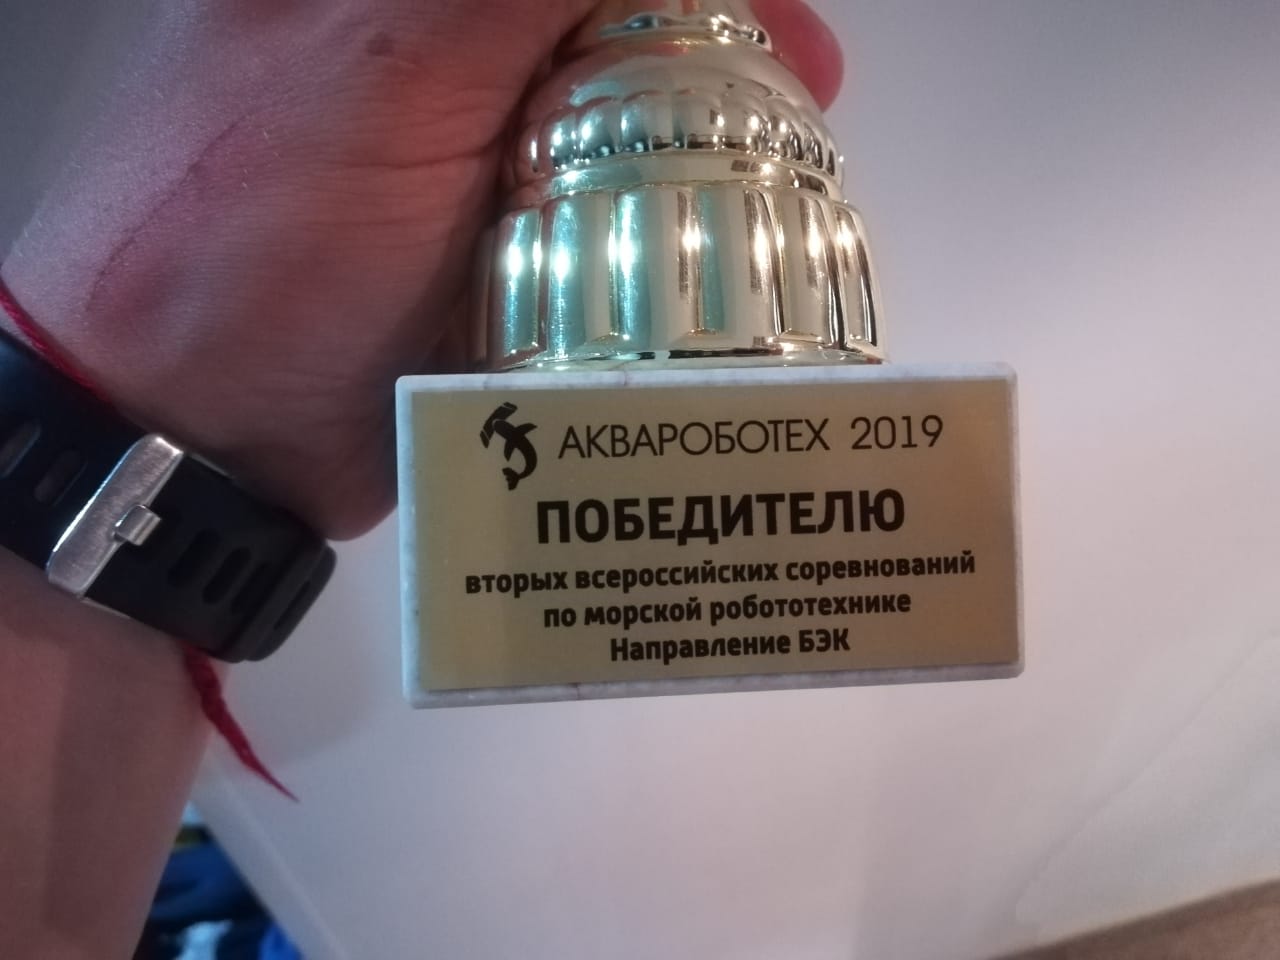 АКВАРОБОТЕХ 2019
ПОБЕДИТЕЛЮ
вторых всероссийских соревнований
по морской робототехнике
Направление БЭК